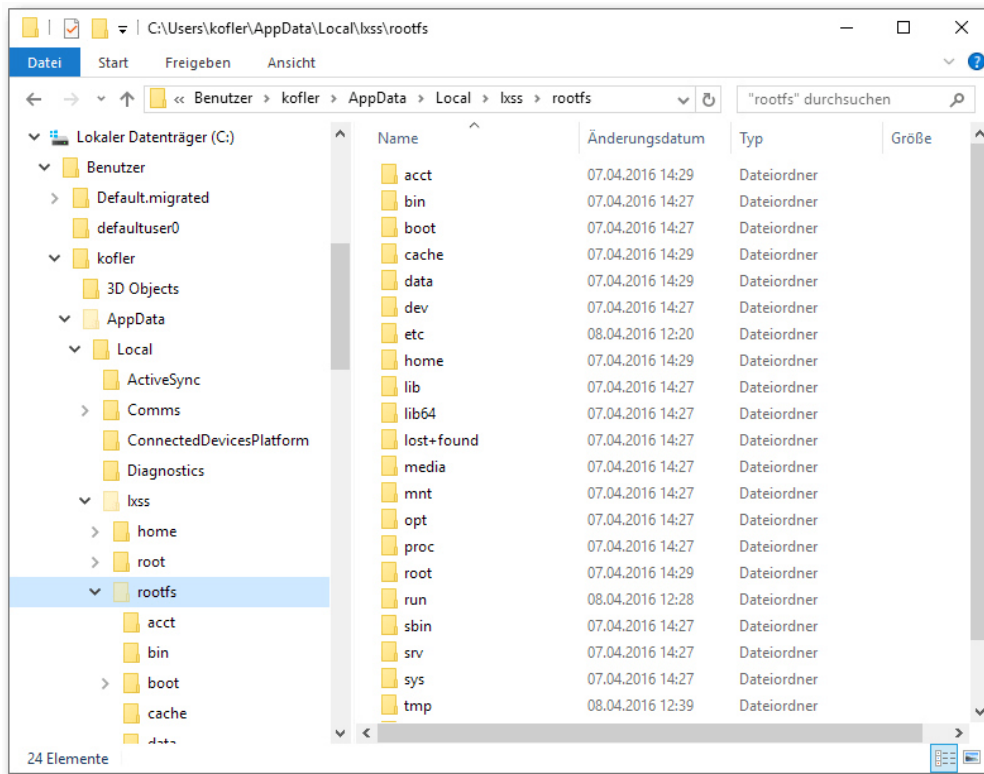 C:\Users\kofler\AppData\Local\lxss\rootfs
Datei Start Freigeben Ansicht
« Benutzer > kofler > AppData > Local > lxss > rootfs "rootfs" durchsuchen
Lokaler Datenträger (C:)
Benutzer
Default.migrated
defaultuser0
kofler
3D Objects
AppData
Local
ActiveSync
Comms
ConnectedDevicesPlatform
Diagnostics
lxss
home
root
rootfs
acct
bin
boot
cache
data
Name Änderungsdatum Typ Größe
acct 07.04.2016 14:29 Dateiordner
bin 07.04.2016 14:27 Dateiordner
boot 07.04.2016 14:27 Dateiordner
cache 07.04.2016 14:29 Dateiordner
data 07.04.2016 14:29 Dateiordner
dev 07.04.2016 14:27 Dateiordner
etc 08.04.2016 12:20 Dateiordner
home 07.04.2016 14:29 Dateiordner
lib 07.04.2016 14:27 Dateiordner
lib64 07.04.2016 14:27 Dateiordner
lost+found 07.04.2016 14:27 Dateiordner
media 07.04.2016 14:27 Dateiordner
mnt 07.04.2016 14:27 Dateiordner
opt 07.04.2016 14:27 Dateiordner
proc 07.04.2016 14:27 Dateiordner
root 07.04.2016 14:29 Dateiordner
run 08.04.2016 12:28 Dateiordner
sbin 07.04.2016 14:27 Dateiordner
srv 07.04.2016 14:27 Dateiordner
sys 07.04.2016 14:27 Dateiordner
tmp 08.04.2016 12:39 Dateiordner
24 Elemente